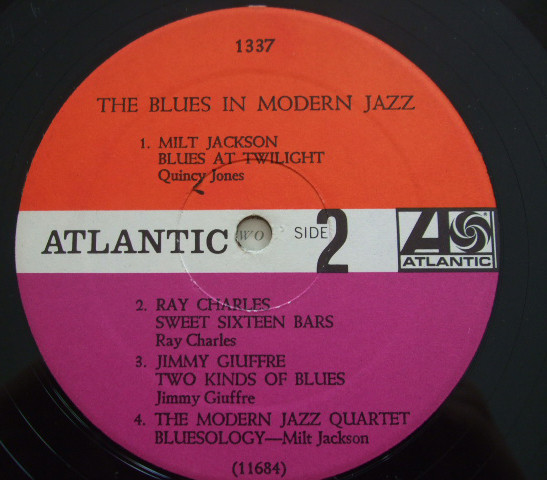 1337
THE BLUES IN MODERN JAZZ
1. MILT JACKSON
BLUES AT TWILIGHT
Quincy Jones
ATLANTIC
WO
SIDE 2
ATLANTIC
2. RAY CHARLES
SWEET SIXTEEN BARS
Ray Charles
3. JIMMY GIUFFRE
TWO KINDS OF BLUES
Jimmy Giuffre
4. THE MODERN JAZZ QUARTET
BLUESOLOGY—Milt Jackson
(11684)